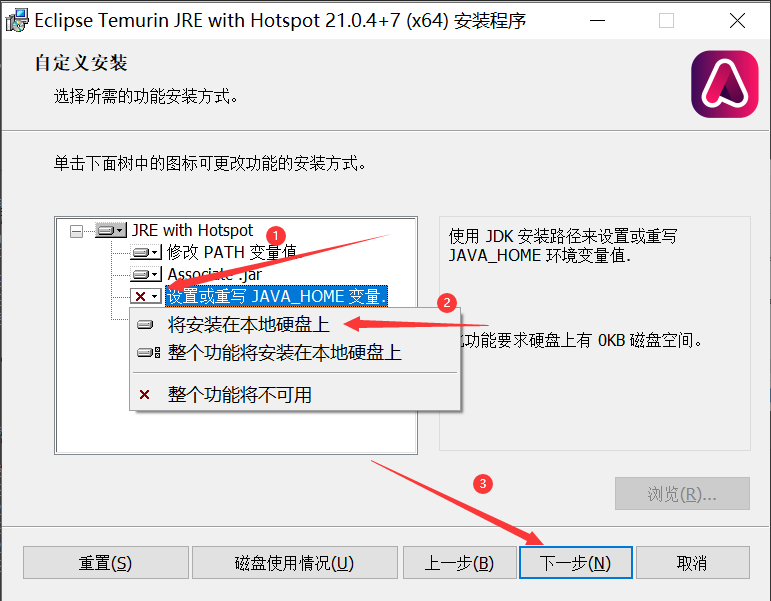 Eclipse Temurin JRE with Hotspot 21.0.4+7 (x64) 安装程序
自定义安装
选择所需的功能安装方式。
单击下面树中的图标可更改功能的安装方式。
JRE with Hotspot
1
修改 PATH 变量值
Associate .jar
设置或重写 JAVA_HOME 变量.
2
将安装在本地硬盘上
整个功能将安装在本地硬盘上
整个功能将不可用
使用 JDK 安装路径来设置或重写
JAVA_HOME 环境变量值.
功能要求硬盘上有 0KB 磁盘空间。
3
浏览(R)...
重置(S)
磁盘使用情况(U)
上一步(B)
下一步(N)
取消